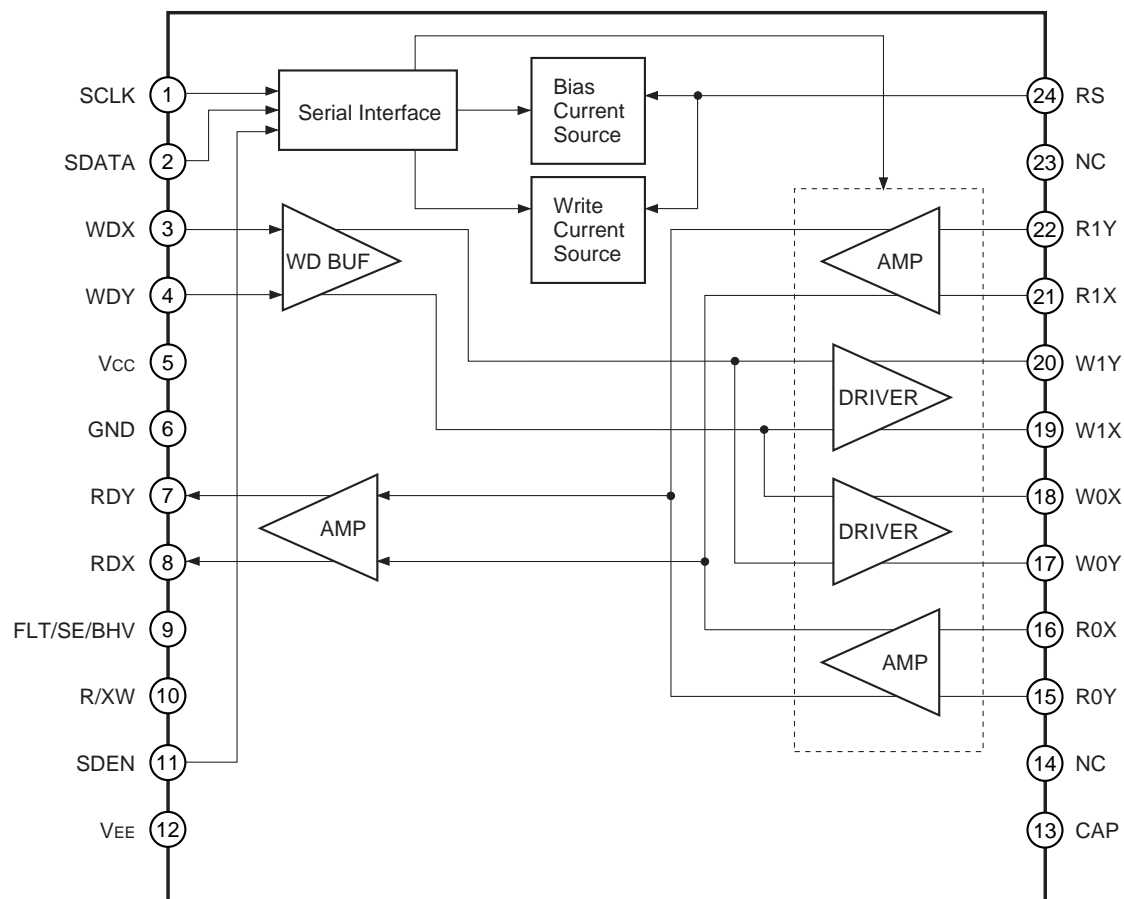 SCLK 1
SDATA 2
WDX 3
WDY 4
VCC 5
GND 6
RDY 7
RDX 8
FLT/SE/BHV 9
R/XW 10
SDEN 11
VEE 12
Serial Interface
Bias
Current
Source
Write
Current
Source
WD BUF
AMP
AMP
DRIVER
DRIVER
AMP
24 RS
23 NC
22 R1Y
21 R1X
20 W1Y
19 W1X
18 W0X
17 W0Y
16 R0X
15 R0Y
14 NC
13 CAP